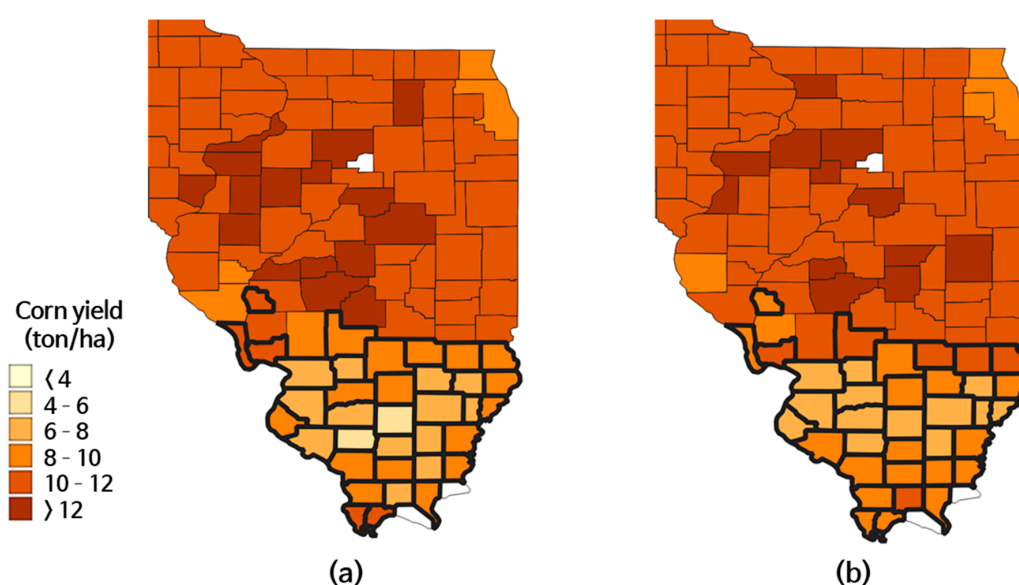 Corn yield
(ton/ha)
⟨ 4
4 - 6
6 - 8
8 - 10
10 - 12
⟩ 12
(a)
(b)